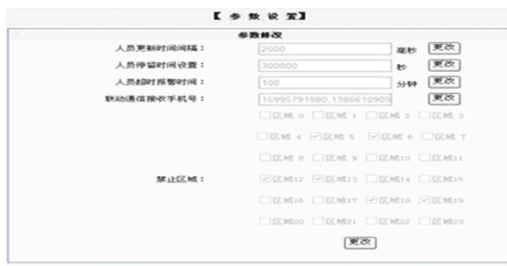 【参数设置】
参数修改
人员更新时间间隔： 2000 毫秒 更改
人员停留时间设置： 300000 秒 更改
人员超时报警时间： 100 分钟 更改
联动通信接收手机号： 15995791980,1386610909 更改
区域 0 区域 1 区域 2 区域 3
区域 4 区域 5 区域 6 区域 7
区域 8 区域 9 区域10 区域11
禁止区域： 区域12 区域13 区域14 区域15
区域16 区域17 区域18 区域19
区域20 区域21 区域22 区域23
更改